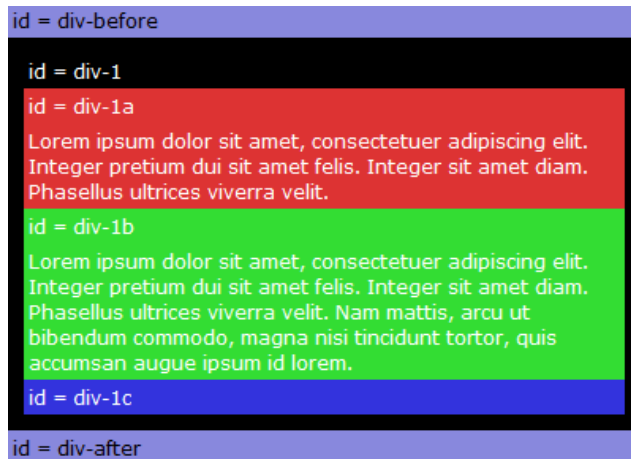 id = div-before
id = div-1
id = div-1a
Lorem ipsum dolor sit amet, consectetuer adipiscing elit.
Integer pretium dui sit amet felis. Integer sit amet diam.
Phasellus ultrices viverra velit.
id = div-1b
Lorem ipsum dolor sit amet, consectetuer adipiscing elit.
Integer pretium dui sit amet felis. Integer sit amet diam.
Phasellus ultrices viverra velit. Nam mattis, arcu ut
bibendum commodo, magna nisi tincidunt tortor, quis
accumsan augue ipsum id lorem.
id = div-1c
id = div-after